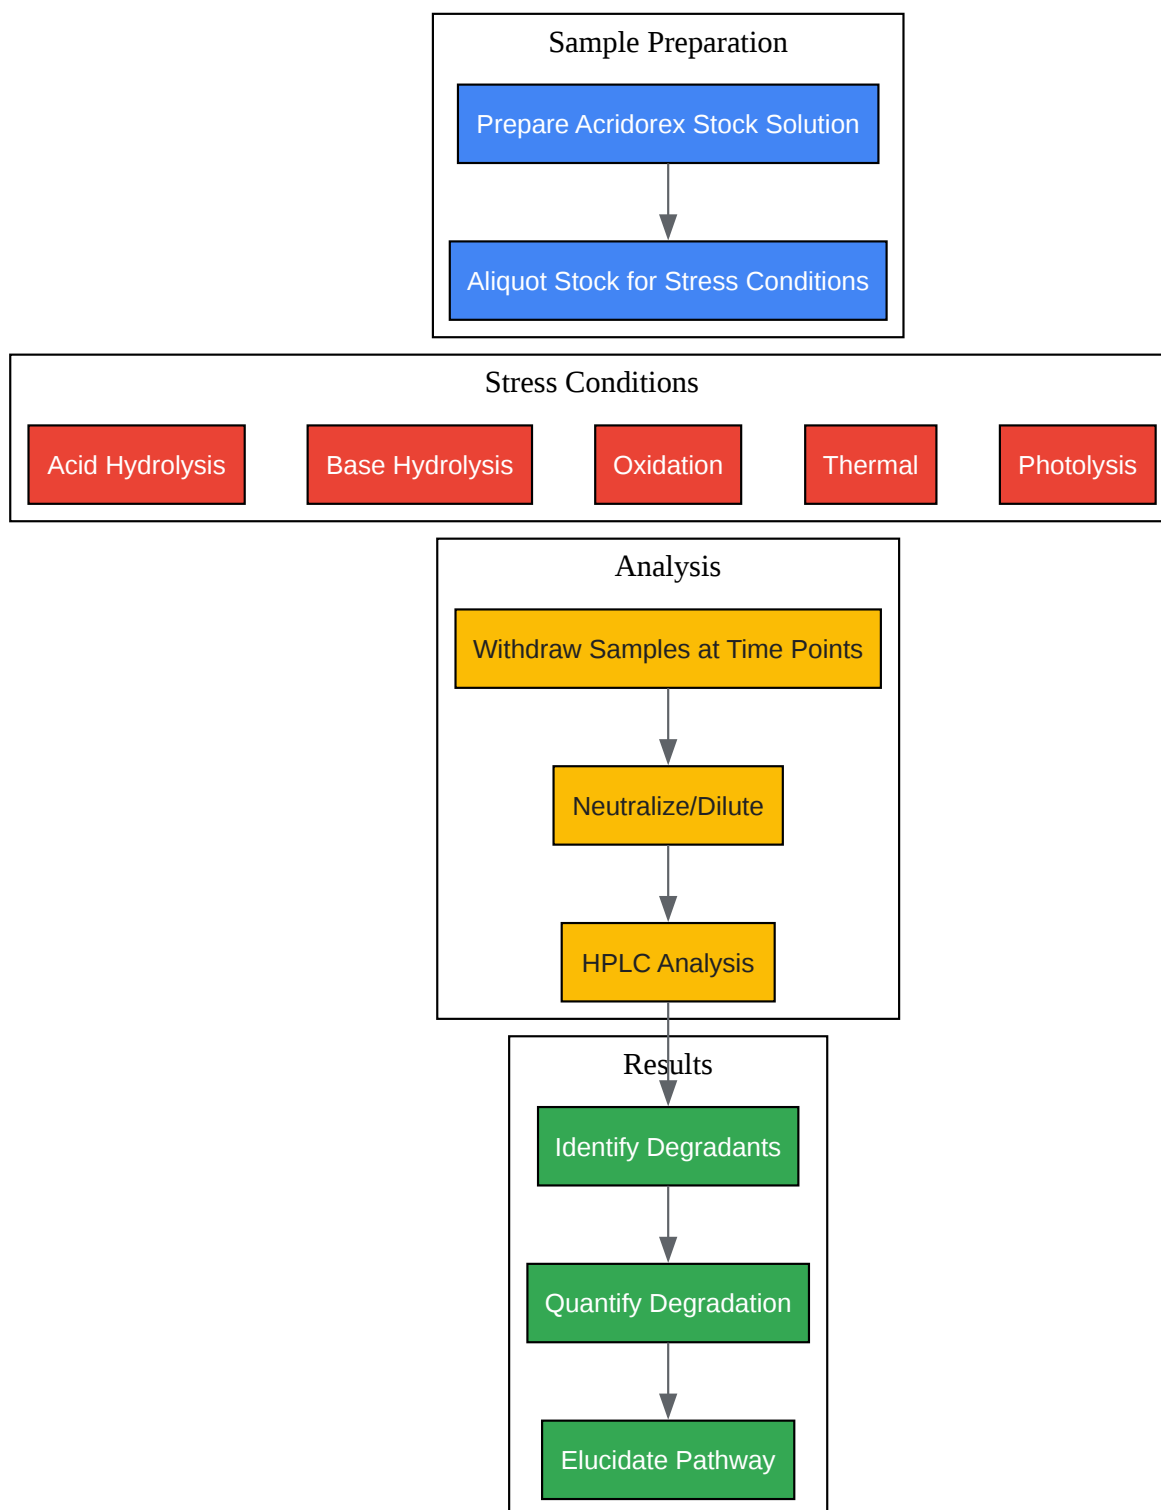 Sample Preparation
Prepare Acridorex Stock Solution
Aliquot Stock for Stress Conditions
Stress Conditions
Acid Hydrolysis
Base Hydrolysis
Oxidation
Thermal
Photolysis
Analysis
Withdraw Samples at Time Points
Neutralize/Dilute
HPLC Analysis
Results
Identify Degradants
Quantify Degradation
Elucidate Pathway